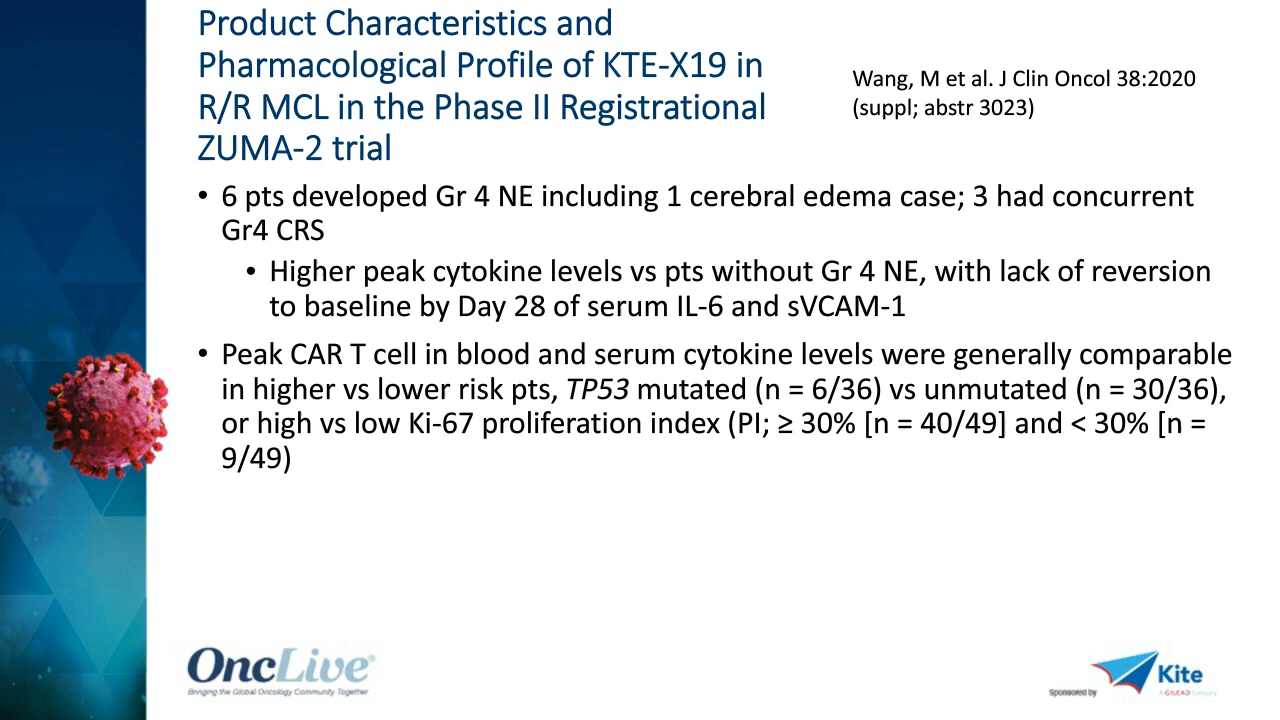 Product Characteristics and
Pharmacological Profile of KTE-X19 in
R/R MCL in the Phase II Registrational
ZUMA-2 trial
Wang, M et al. J Clin Oncol 38:2020
(suppl; abstr 3023)
• 6 pts developed Gr 4 NE including 1 cerebral edema case; 3 had concurrent
Gr4 CRS
• Higher peak cytokine levels vs pts without Gr 4 NE, with lack of reversion
to baseline by Day 28 of serum IL-6 and sVCAM-1
• Peak CAR T cell in blood and serum cytokine levels were generally comparable
in higher vs lower risk pts, TP53 mutated (n = 6/36) vs unmutated (n = 30/36),
or high vs low Ki-67 proliferation index (PI; ≥ 30% [n = 40/49] and < 30% [n =
9/49)
OncLive®
Bringing the Global Oncology Community Together
Sponsored by
Kite
A GILEAD Company